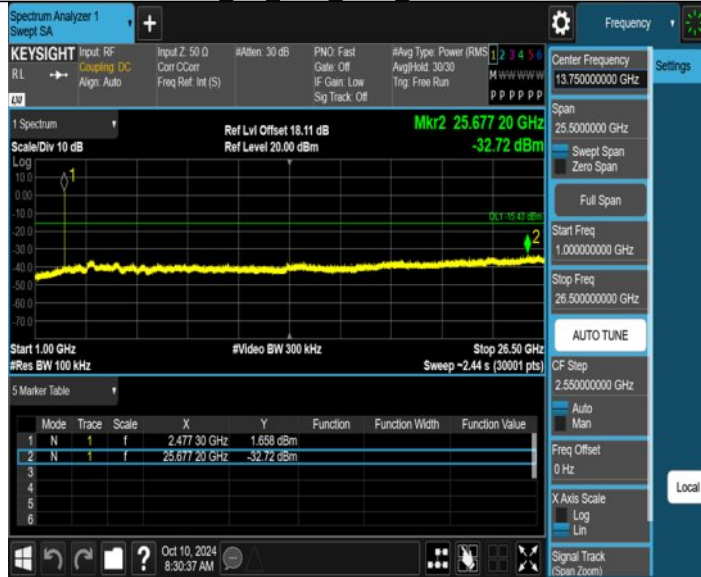 Spectrum Analyzer 1
Swept SA
+
Frequency
KEYSIGHT
RL
LXI
Input: RF
Coupling: DC
Align: Auto
Input Z: 50 Ω
Corr CCorr
Freq Ref: Int (S)
#Atten: 30 dB
PNO: Fast
Gate: Off
IF Gain: Low
Sig Track: Off
#Avg Type: Power (RMS
Avg|Hold: 30/30
Trig: Free Run
1 2 3 4 5 6
M W W W W W
P P P P P P
1 Spectrum
Scale/Div 10 dB
Ref Lvl Offset 18.11 dB
Ref Level 20.00 dBm
Mkr2 25.677 20 GHz
-32.72 dBm
Log
10.0
0.00
-10.0
-20.0
-30.0
-40.0
-50.0
-60.0
-70.0
1
DL1 -15.43 dBm
2
Start 1.00 GHz
#Res BW 100 kHz
#Video BW 300 kHz
Stop 26.50 GHz
Sweep ~2.44 s (30001 pts)
5 Marker Table
Mode Trace Scale X Y Function Function Width Function Value
1 N 1 f 2.477 30 GHz 1.658 dBm
2 N 1 f 25.677 20 GHz -32.72 dBm
3
4
5
6
?
Oct 10, 2024
8:30:37 AM
Center Frequency
13.750000000 GHz
Span
25.5000000 GHz
Swept Span
Zero Span
Full Span
Start Freq
1.000000000 GHz
Stop Freq
26.500000000 GHz
AUTO TUNE
CF Step
2.550000000 GHz
Auto
Man
Freq Offset
0 Hz
X Axis Scale
Log
Lin
Signal Track
(Span Zoom)
Settings
Local